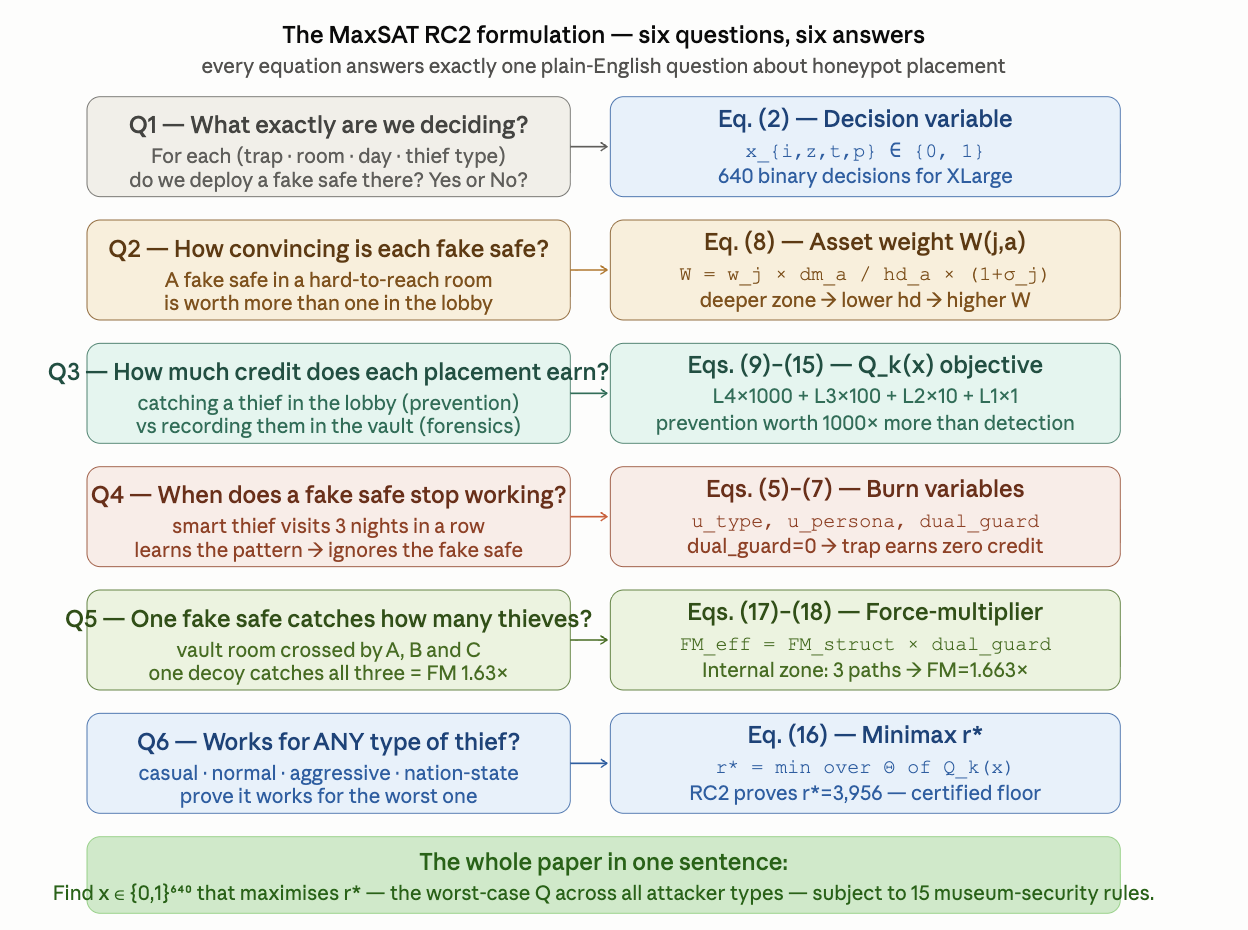 The MaxSAT RC2 formulation — six questions, six answers
every equation answers exactly one plain-English question about honeypot placement
Q1 — What exactly are we deciding?
For each (trap · room · day · thief type)
do we deploy a fake safe there? Yes or No?
Eq. (2) — Decision variable
x_{i,z,t,p} ∈ {0, 1}
640 binary decisions for XLarge
Q2 — How convincing is each fake safe?
A fake safe in a hard-to-reach room
is worth more than one in the lobby
Eq. (8) — Asset weight W(j,a)
W = w_j × dm_a / hd_a × (1+σ_j)
deeper zone → lower hd → higher W
Q3 — How much credit does each placement earn?
catching a thief in the lobby (prevention)
vs recording them in the vault (forensics)
Eqs. (9)–(15) — Q_k(x) objective
L4×1000 + L3×100 + L2×10 + L1×1
prevention worth 1000× more than detection
Q4 — When does a fake safe stop working?
smart thief visits 3 nights in a row
learns the pattern → ignores the fake safe
Eqs. (5)–(7) — Burn variables
u_type, u_persona, dual_guard
dual_guard=0 → trap earns zero credit
Q5 — One fake safe catches how many thieves?
vault room crossed by A, B and C
one decoy catches all three = FM 1.63×
Eqs. (17)–(18) — Force-multiplier
FM_eff = FM_struct × dual_guard
Internal zone: 3 paths → FM=1.663×
Q6 — Works for ANY type of thief?
casual · normal · aggressive · nation-state
prove it works for the worst one
Eq. (16) — Minimax r*
r* = min over Θ of Q_k(x)
RC2 proves r*=3,956 — certified floor
The whole paper in one sentence:
Find x ∈ {0,1}⁶⁴⁰ that maximises r* — the worst-case Q across all attacker types — subject to 15 museum-security rules.